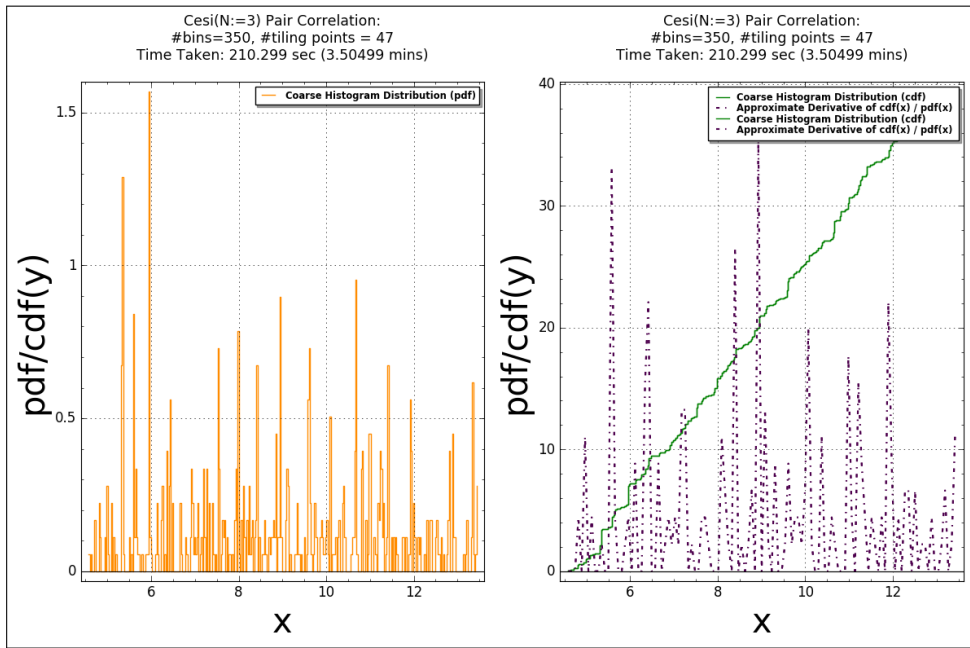 Cesi(N:=3) Pair Correlation:
#bins=350, #tiling points = 47
Time Taken: 210.299 sec (3.50499 mins)
Coarse Histogram Distribution (pdf)
1.5
1
0.5
0
pdf/cdf(y)
6
8
10
12
x
Cesi(N:=3) Pair Correlation:
#bins=350, #tiling points = 47
Time Taken: 210.299 sec (3.50499 mins)
Coarse Histogram Distribution (cdf)
Approximate Derivative of cdf(x) / pdf(x)
Coarse Histogram Distribution (cdf)
Approximate Derivative of cdf(x) / pdf(x)
40
30
20
10
0
pdf/cdf(y)
6
8
10
12
x